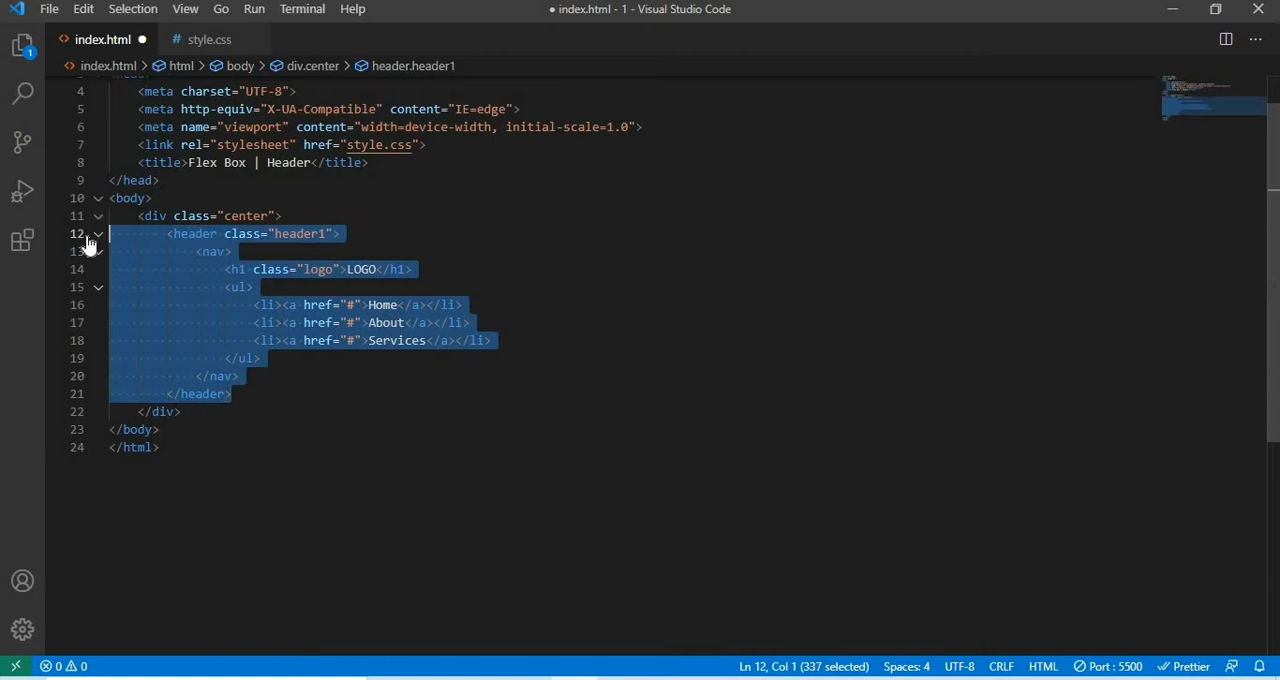 File Edit Selection View Go Run Terminal Help ● index.html - 1 - Visual Studio Code
<> index.html ● # style.css
<> index.html > html > body > div.center > header.header1
4 <meta charset="UTF-8">
5 <meta http-equiv="X-UA-Compatible" content="IE=edge">
6 <meta name="viewport" content="width=device-width, initial-scale=1.0">
7 <link rel="stylesheet" href="style.css">
8 <title>Flex Box | Header</title>
9 </head>
10 <body>
11 <div class="center">
12 <header class="header1">
13 <nav>
14 <h1 class="logo">LOGO</h1>
15 <ul>
16 <li><a href="#">Home</a></li>
17 <li><a href="#">About</a></li>
18 <li><a href="#">Services</a></li>
19 </ul>
20 </nav>
21 </header>
22 </div>
23 </body>
24 </html>
1
0 0 Ln 12, Col 1 (337 selected) Spaces: 4 UTF-8 CRLF HTML Port : 5500 Prettier